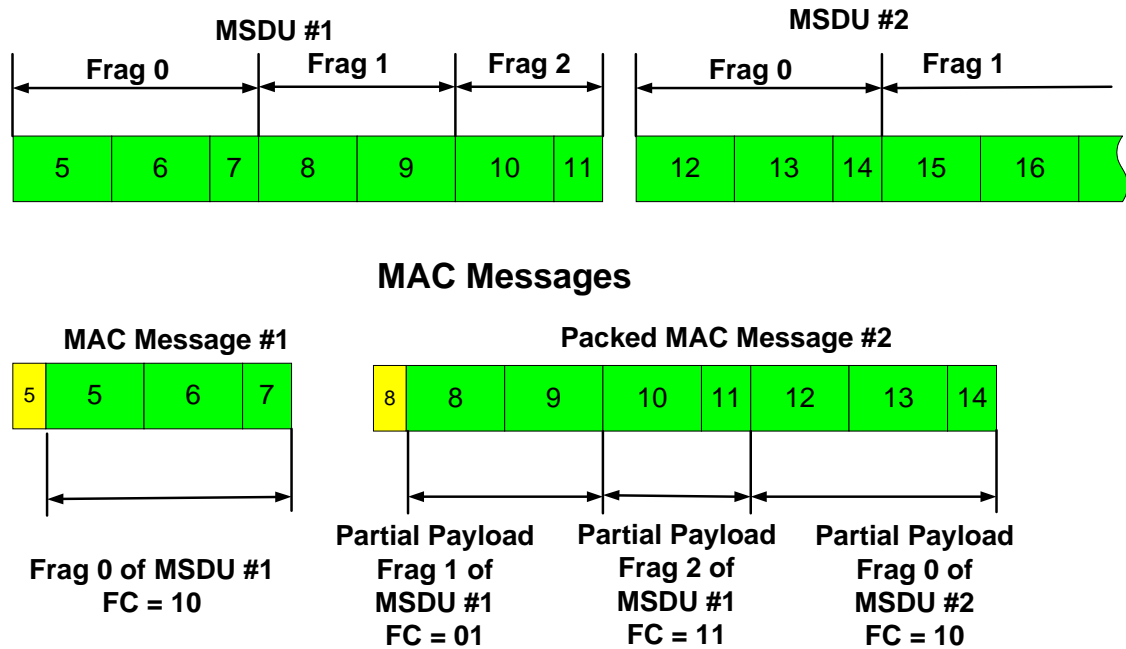 MSDU #1
MSDU #2
Frag 0
Frag 1
Frag 2
Frag 0
Frag 1
5 6 7 8 9 10 11
12 13 14 15 16
MAC Messages
MAC Message #1
Packed MAC Message #2
5 5 6 7
8 8 9 10 11 12 13 14
Frag 0 of MSDU #1
FC = 10
Partial Payload
Frag 1 of
MSDU #1
FC = 01
Partial Payload
Frag 2 of
MSDU #1
FC = 11
Partial Payload
Frag 0 of
MSDU #2
FC = 10